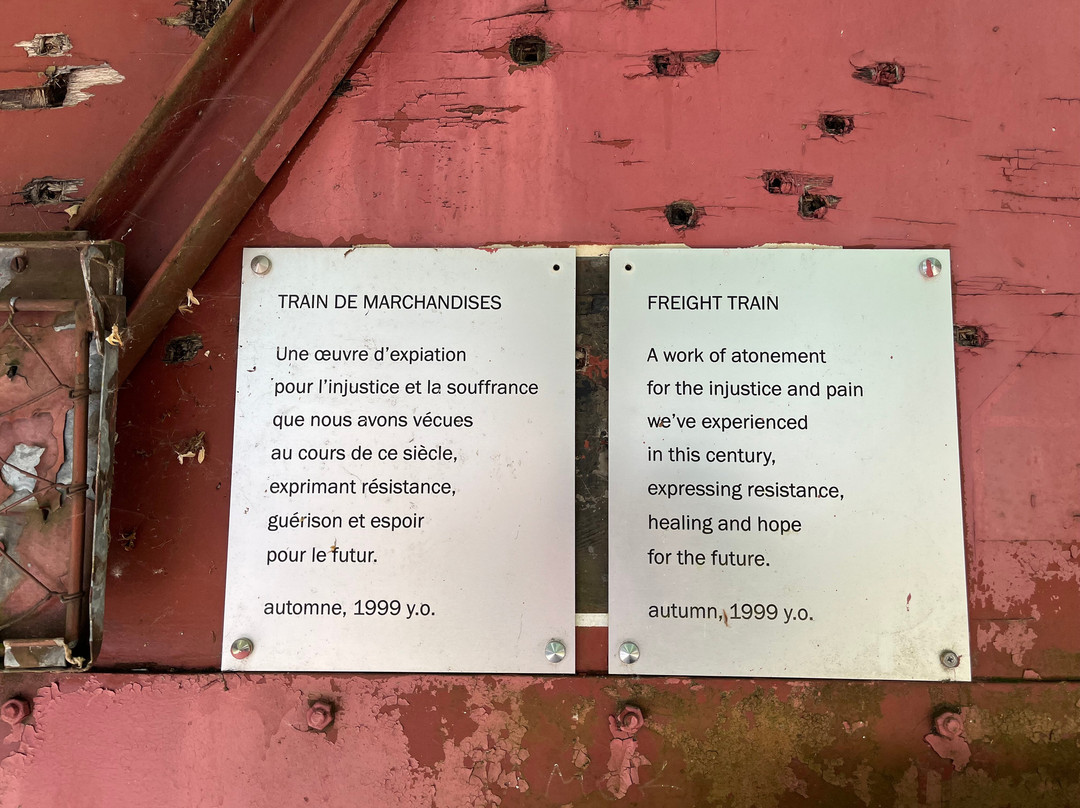 TRAIN DE MARCHANDISES
Une œuvre d'expiation
pour l'injustice et la souffrance
que nous avons vécues
au cours de ce siècle,
exprimant résistance,
guérison et espoir
pour le futur.
automne, 1999 y.o.
FREIGHT TRAIN
A work of atonement
for the injustice and pain
we've experienced
in this century,
expressing resistance,
healing and hope
for the future.
autumn, 1999 y.o.